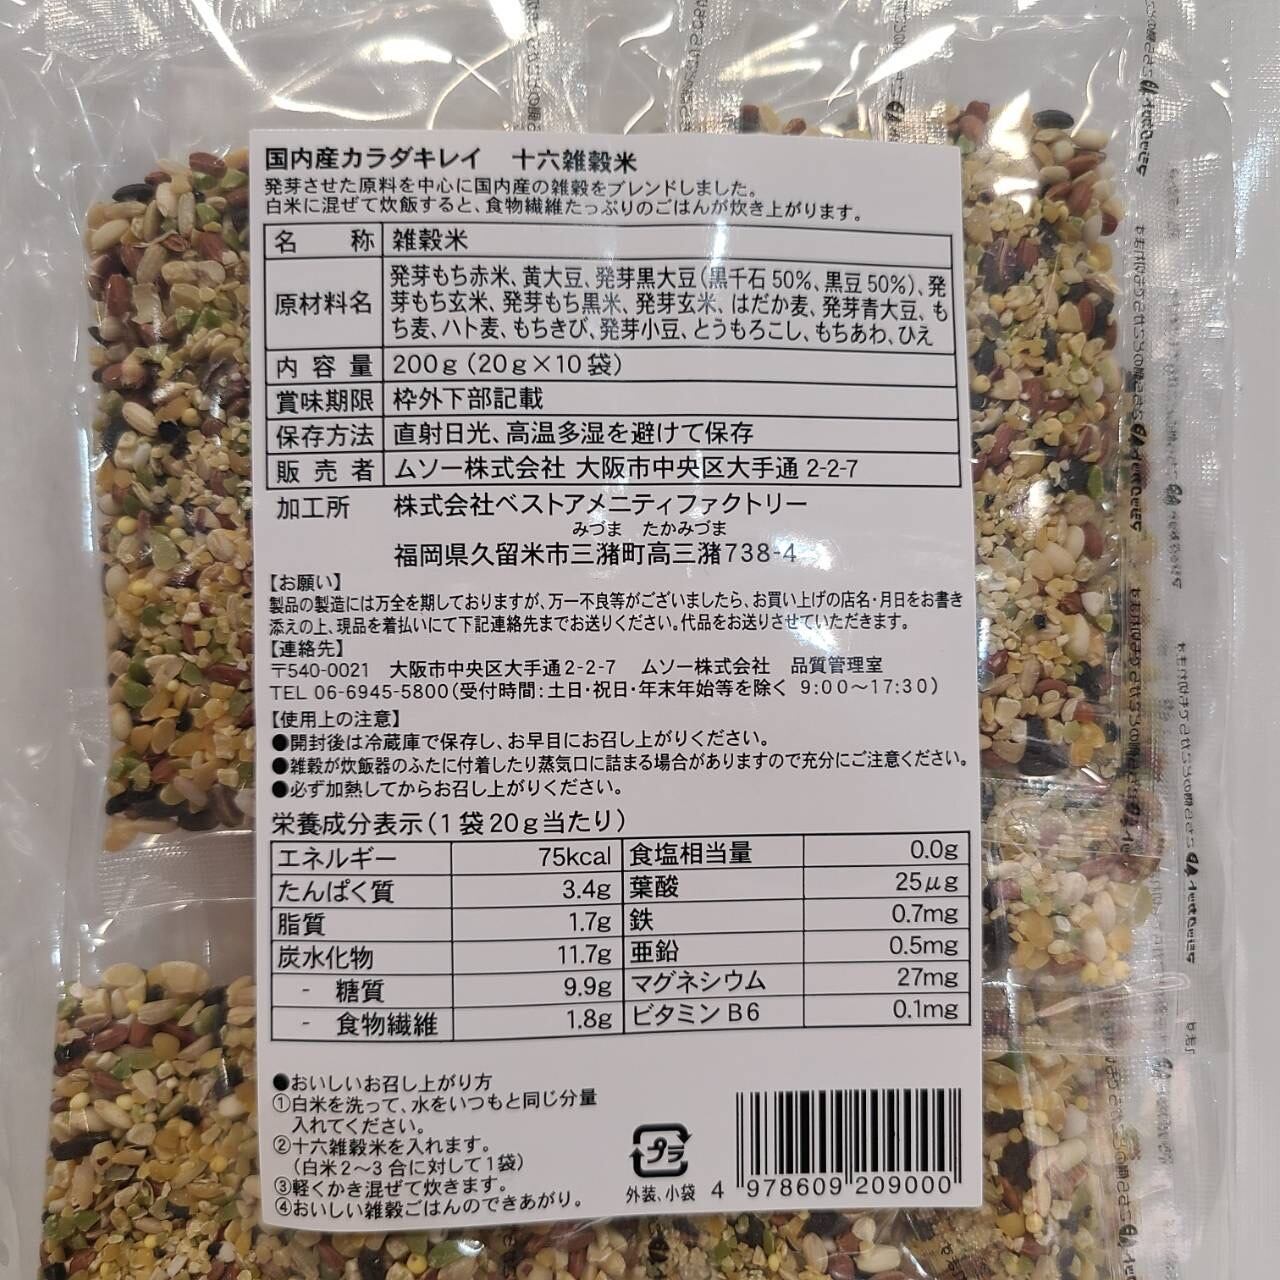 国内産カラダキレイ 十六雑穀米
発芽させた原料を中心に国内産の雑穀をブレンドしました。
白米に混ぜて炊飯すると、食物繊維たっぷりのごはんが炊き上がります。
名 称 雑穀米
原材料名 発芽もち赤米、黄大豆、発芽黒大豆(黒千石50%、黒豆50%)、発
芽もち玄米、発芽もち黒米、発芽玄米、はだか麦、発芽青大豆、も
ち麦、ハト麦、もちきび、発芽小豆、とうもろこし、もちあわ、ひえ
内 容 量 200g(20g×10袋)
賞味期限 枠外下部記載
保存方法 直射日光、高温多湿を避けて保存
販 売 者 ムソー株式会社 大阪市中央区大手通2-2-7
加工所 株式会社ベストアメニティファクトリー
みづま たかみづま
福岡県久留米市三潴町高三潴738-4
【お願い】
製品の製造には万全を期しておりますが、万一不良等がございましたら、お買い上げの店名・月日をお書き
添えの上、現品を着払いにて下記連絡先までお送りください。代品をお送りさせていただきます。
【連絡先】
〒540-0021 大阪市中央区大手通2-2-7 ムソー株式会社 品質管理室
TEL 06-6945-5800(受付時間:土日・祝日・年末年始等を除く 9:00〜17:30)
【使用上の注意】
●開封後は冷蔵庫で保存し、お早目にお召し上がりください。
●雑穀が炊飯器のふたに付着したり蒸気口に詰まる場合がありますので充分にご注意ください。
●必ず加熱してからお召し上がりください。
栄養成分表示(1袋20g当たり)
エネルギー 75kcal 食塩相当量 0.0g
たんぱく質 3.4g 葉酸 25μg
脂質 1.7g 鉄 0.7mg
炭水化物 11.7g 亜鉛 0.5mg
- 糖質 9.9g マグネシウム 27mg
- 食物繊維 1.8g ビタミンB6 0.1mg
●おいしいお召し上がり方
①白米を洗って、水をいつもと同じ分量
入れてください。
②十六雑穀米を入れます。
(白米2〜3合に対して1袋)
③軽くかき混ぜて炊きます。
④おいしい雑穀ごはんのできあがり。
プラ
外装、小袋
4 978609 209000